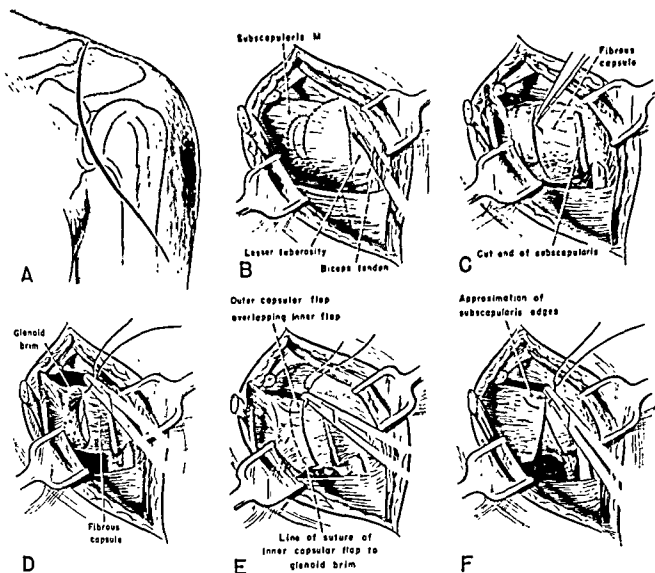 A
Subscapularis M
Lesser tuberosity
Biceps tendon
B
Fibrous
capsule
Cut end of subscapularis
C
Glenoid
brim
Fibrous
capsule
D
Outer capsular flap
overlapping inner flap
Line of suture of
inner capsular flap to
glenoid brim
E
Approximation of
subscapularis edges
F